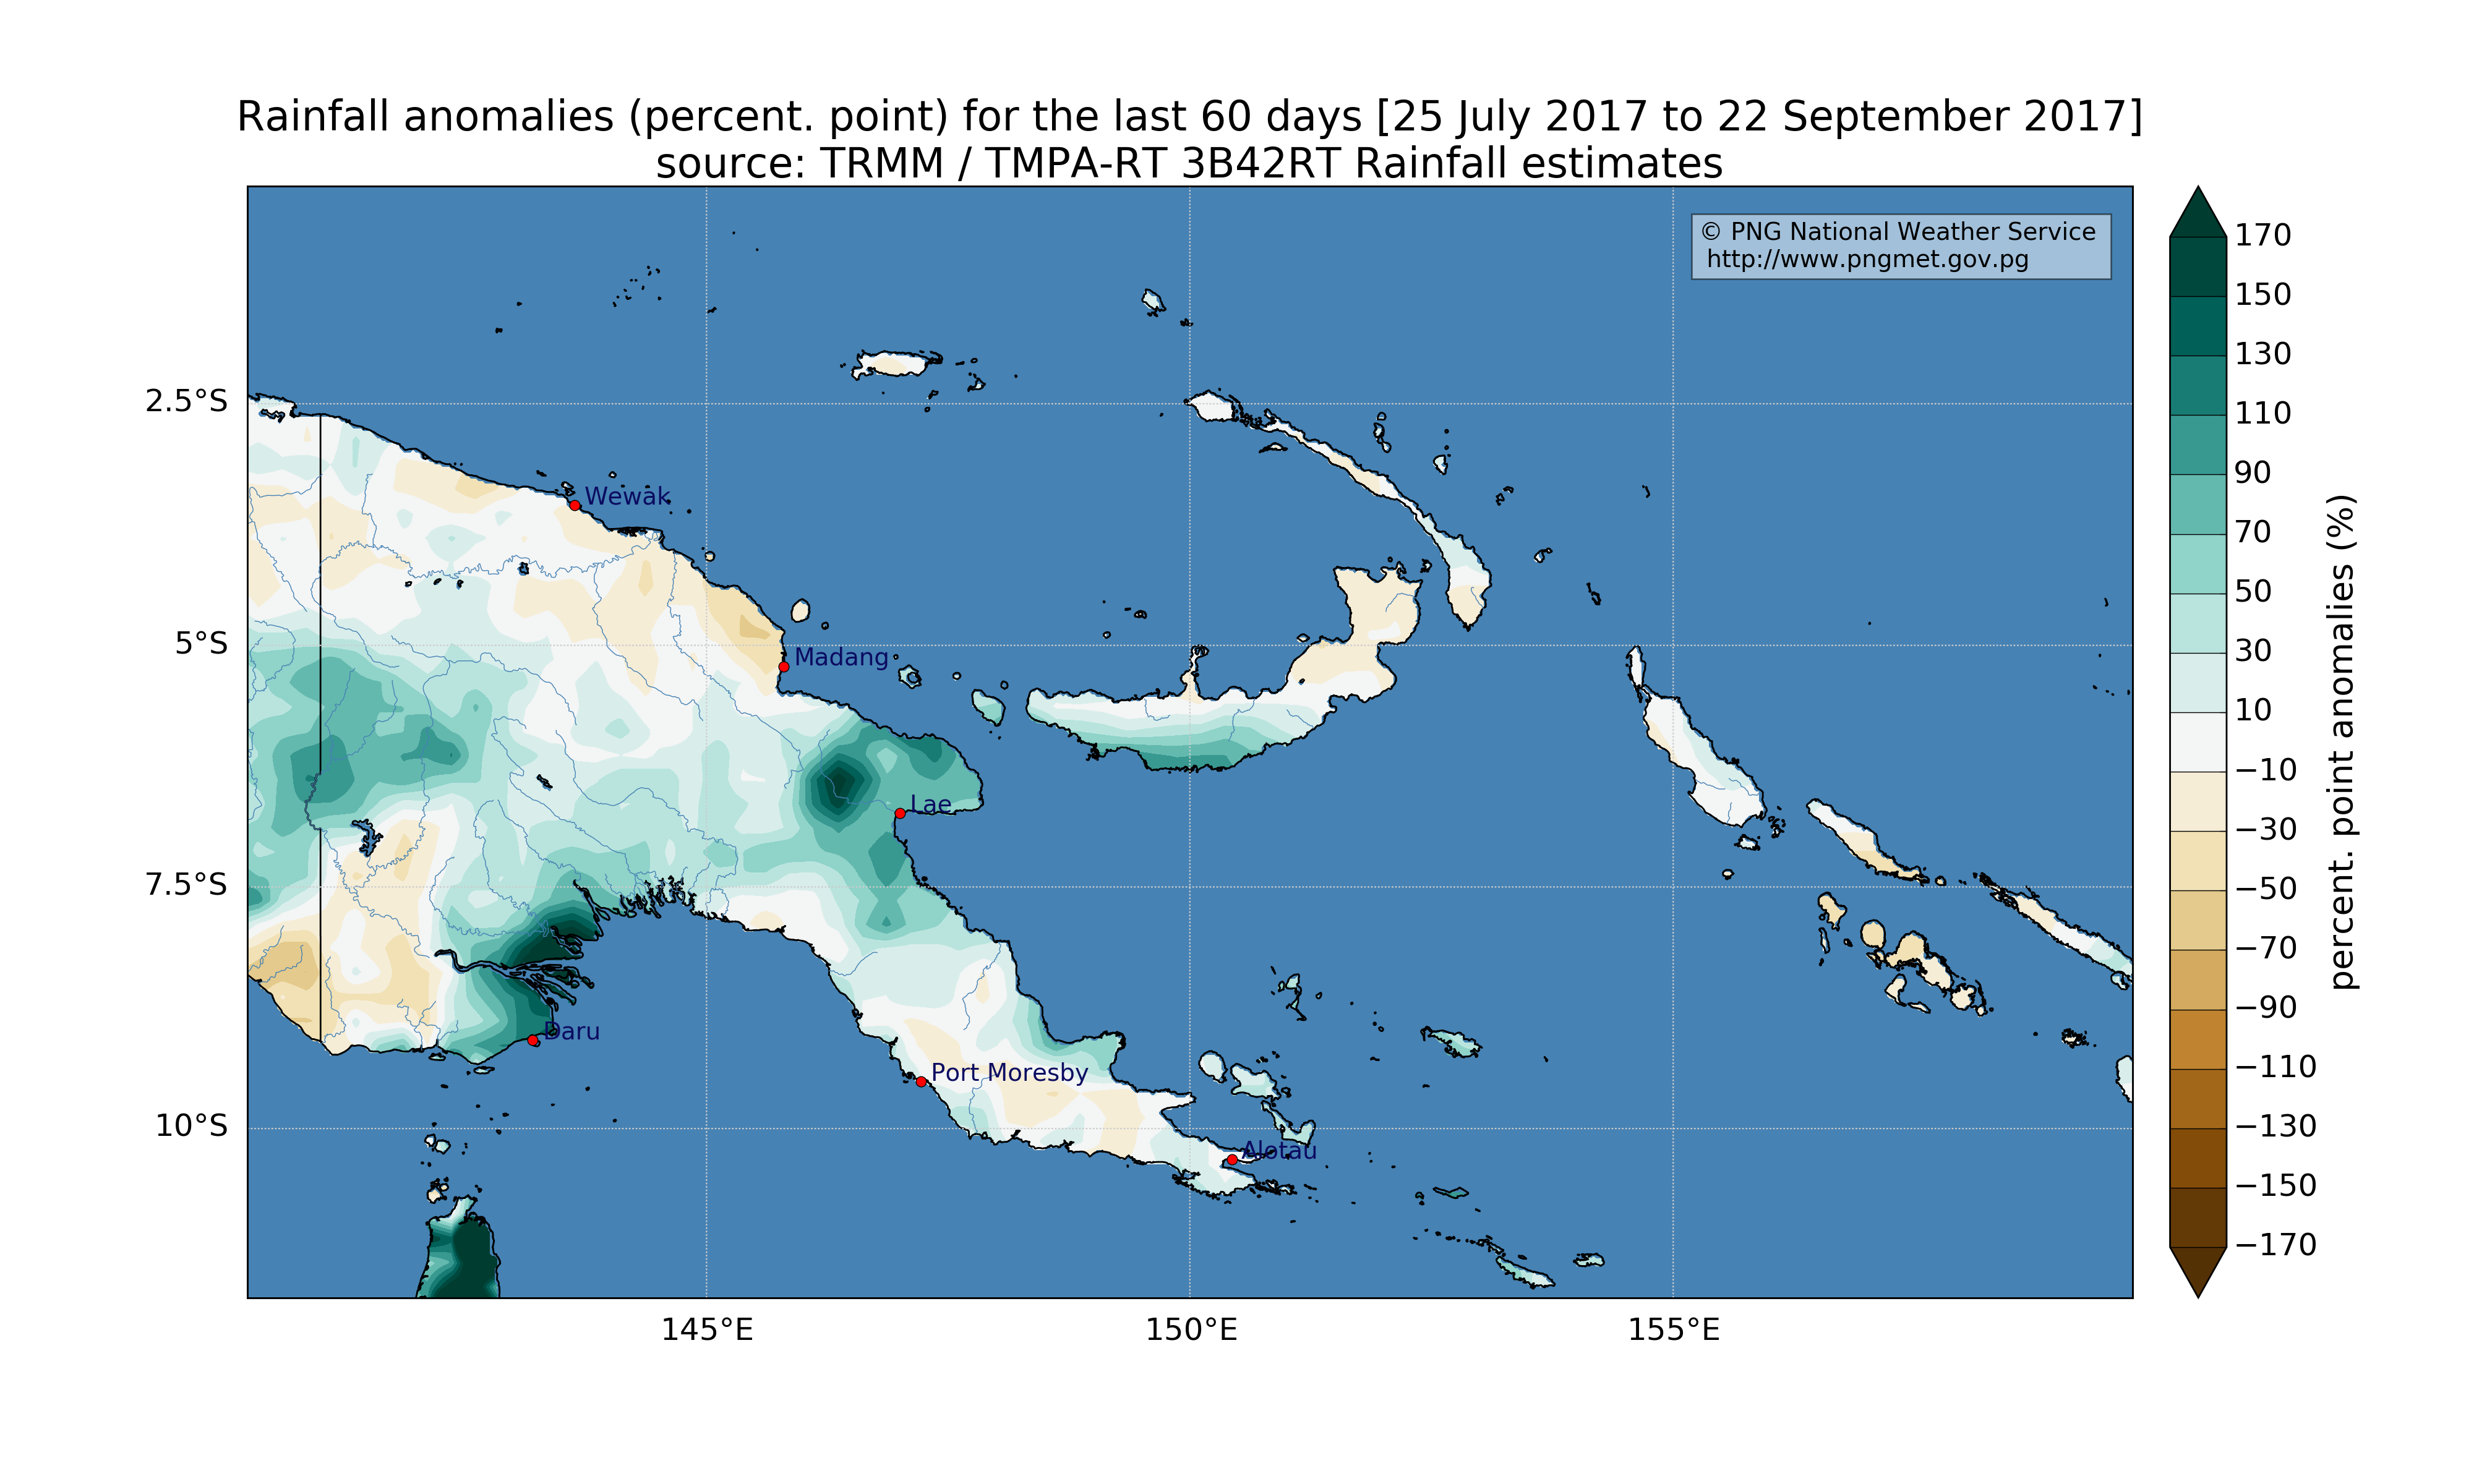 Rainfall anomalies (percent. point) for the last 60 days [25 July 2017 to 22 September 2017]
source: TRMM / TMPA-RT 3B42RT Rainfall estimates
© PNG National Weather Service
http://www.pngmet.gov.pg
2.5°S
5°S
7.5°S
10°S
Wewak
Madang
Lae
Daru
Port Moresby
Alotau
145°E
150°E
155°E
170
150
130
110
90
70
50
30
10
−10
−30
−50
−70
−90
−110
−130
−150
−170
percent. point anomalies (%)